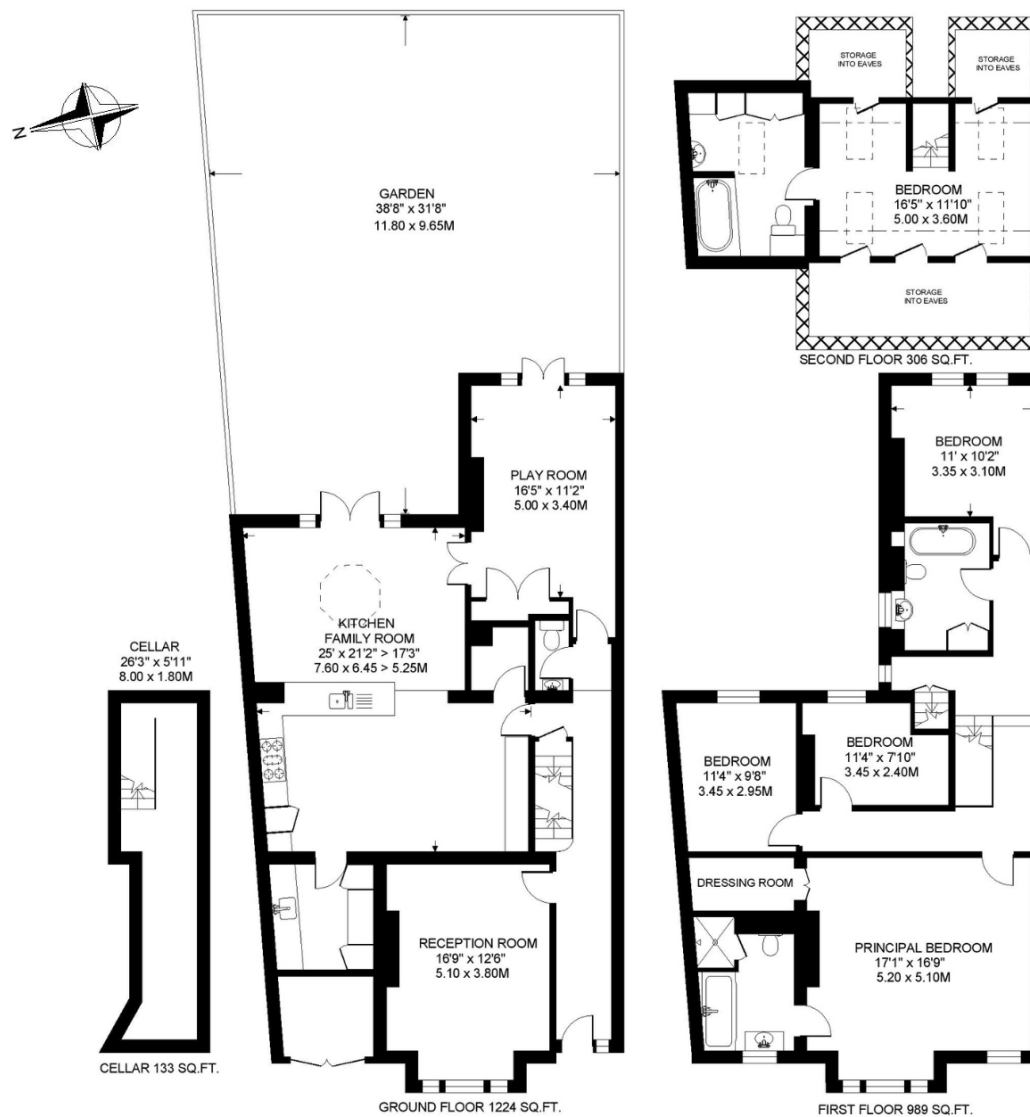 N
GARDEN
38'8" x 31'8"
11.80 x 9.65M
PLAY ROOM
16'5" x 11'2"
5.00 x 3.40M
KITCHEN
FAMILY ROOM
25' x 21'2" > 17'3"
7.60 x 6.45 > 5.25M
RECEPTION ROOM
16'9" x 12'6"
5.10 x 3.80M
GROUND FLOOR 1224 SQ.FT.
CELLAR
26'3" x 5'11"
8.00 x 1.80M
CELLAR 133 SQ.FT.
STORAGE
INTO EAVES
STORAGE
INTO EAVES
BEDROOM
16'5" x 11'10"
5.00 x 3.60M
STORAGE
INTO EAVES
SECOND FLOOR 306 SQ.FT.
BEDROOM
11' x 10'2"
3.35 x 3.10M
BEDROOM
11'4" x 9'8"
3.45 x 2.95M
BEDROOM
11'4" x 7'10"
3.45 x 2.40M
DRESSING ROOM
PRINCIPAL BEDROOM
17'1" x 16'9"
5.20 x 5.10M
FIRST FLOOR 989 SQ.FT.